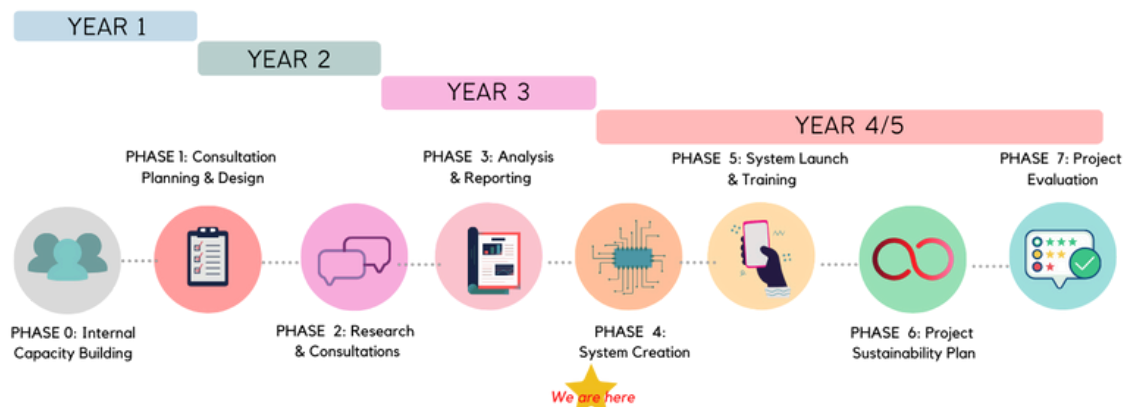 YEAR 1
YEAR 2
YEAR 3
YEAR 4/5
PHASE 1: Consultation
Planning & Design
PHASE 3: Analysis
& Reporting
PHASE 5: System Launch
& Training
PHASE 7: Project
Evaluation
PHASE 0: Internal
Capacity Building
PHASE 2: Research
& Consultations
PHASE 4:
System Creation
PHASE 6: Project
Sustainability Plan
We are here